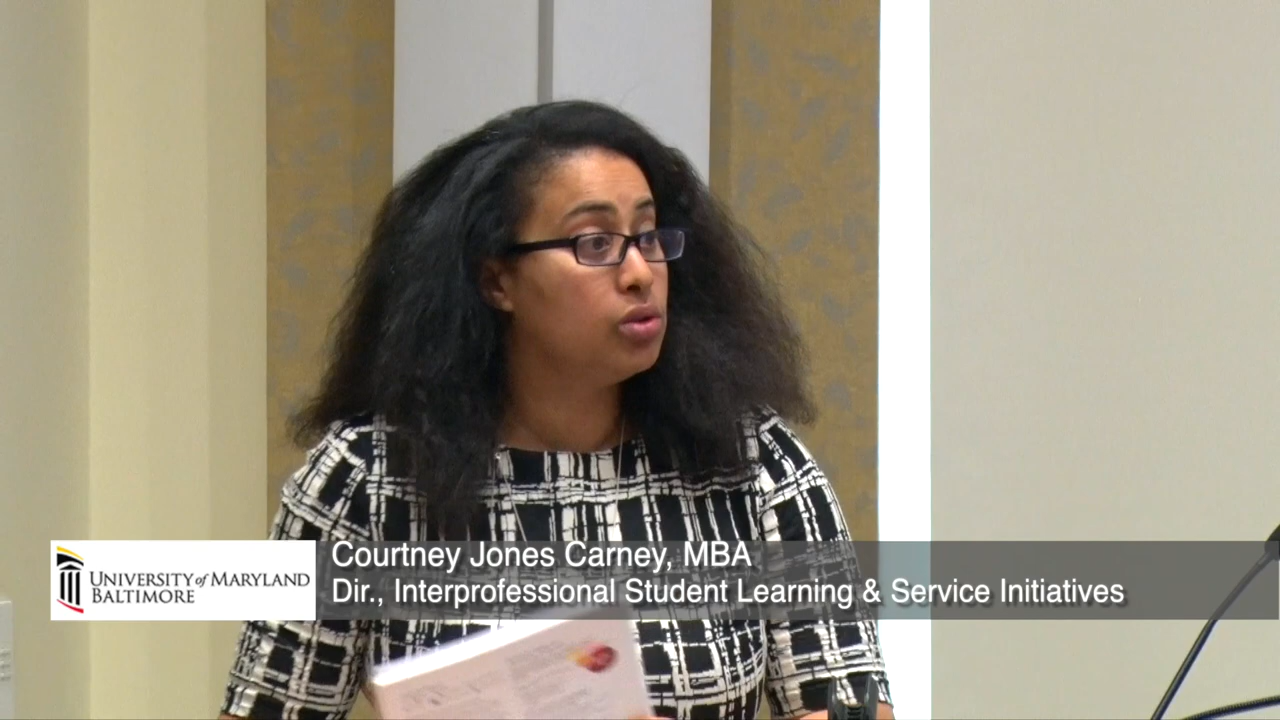 UNIVERSITY of MARYLAND
BALTIMORE
Courtney Jones Carney, MBA
Dir., Interprofessional Student Learning & Service Initiatives